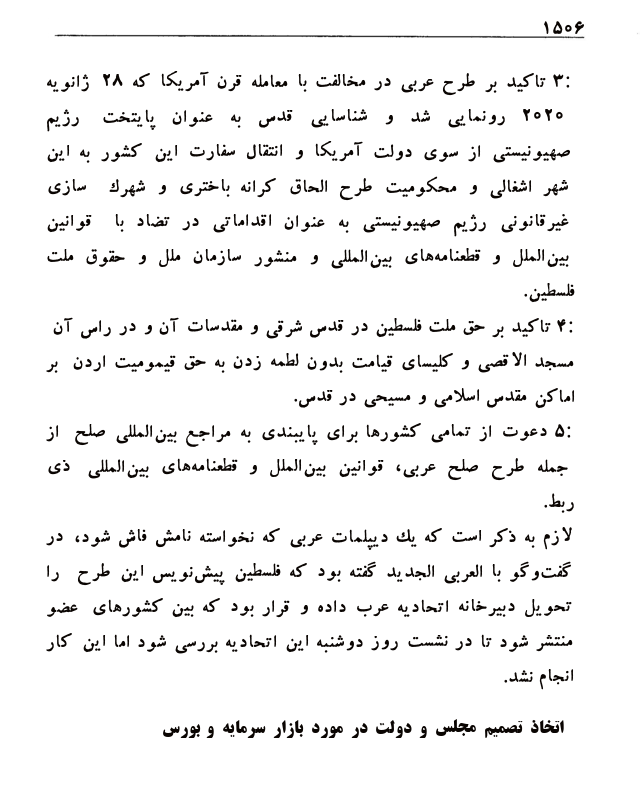 ۱۵۰۶
:۳ تاکید بر طرح عربی در مخالفت با معامله قرن آمریکا که ۲۸ ژانویه
۲۰۲۰ رونمایی شد و شناسایی قدس به عنوان پایتخت رژیم
صهیونیستی از سوی دولت آمریکا و انتقال سفارت این کشور به این
شهر اشغالی و محکومیت طرح الحاق کرانه باختری و شهرك سازی
غیرقانونی رژیم صهیونیستی به عنوان اقداماتی در تضاد با قوانین
بین‌الملل و قطعنامه‌های بین‌المللی و منشور سازمان ملل و حقوق ملت
فلسطین.
:۴ تاکید بر حق ملت فلسطین در قدس شرقی و مقدسات آن و در راس آن
مسجد الاقصی و کلیسای قیامت بدون لطمه زدن به حق قیمومیت اردن بر
اماکن مقدس اسلامی و مسیحی در قدس.
:۵ دعوت از تمامی کشورها برای پایبندی به مراجع بین‌المللی صلح از
جمله طرح صلح عربی، قوانین بین‌الملل و قطعنامه‌های بین‌المللی ذی
ربط.
لازم به ذکر است که یك دیپلمات عربی که نخواسته نامش فاش شود، در
گفت‌وگو با العربی الجدید گفته بود که فلسطین پیش‌نویس این طرح را
تحویل دبیرخانه اتحادیه عرب داده و قرار بود که بین کشورهای عضو
منتشر شود تا در نشست روز دوشنبه این اتحادیه بررسی شود اما این کار
انجام نشد.
اتخاذ تصمیم مجلس و دولت در مورد بازار سرمایه و بورس